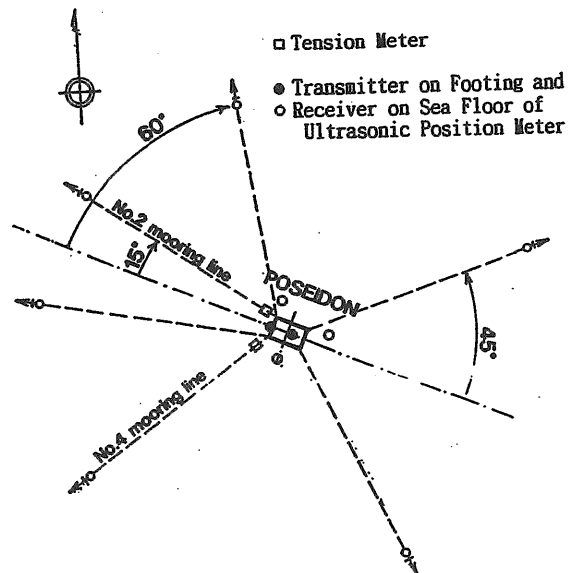 Tension Meter
Transmitter on Footing and
Receiver on Sea Floor of
Ultrasonic Position Meter
60°
No.2 mooring line
15°
POSEIDON
45°
No.4 mooring line